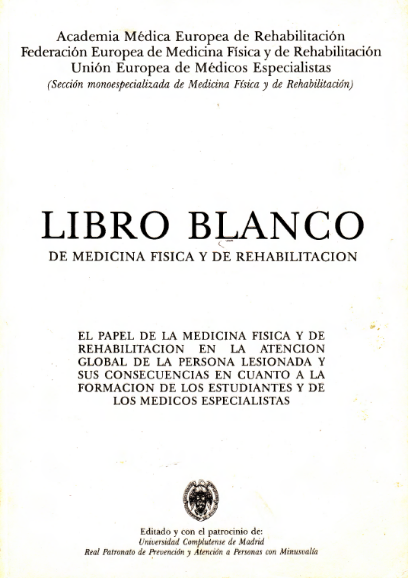 Academia Médica Europea de Rehabilitación
Federación Europea de Medicina Física y de Rehabilitación
Unión Europea de Médicos Especialistas
(Sección monoespecializada de Medicina Física y de Rehabilitación)
LIBRO BLANCO
DE MEDICINA FISICA Y DE REHABILITACION
EL PAPEL DE LA MEDICINA FISICA Y DE
REHABILITACION EN LA ATENCION
GLOBAL DE LA PERSONA LESIONADA Y
SUS CONSECUENCIAS EN CUANTO A LA
FORMACION DE LOS ESTUDIANTES Y DE
LOS MEDICOS ESPECIALISTAS
Editado y con el patrocinio de:
Universidad Complutense de Madrid
Real Patronato de Prevención y Atención a Personas con Minusvalía